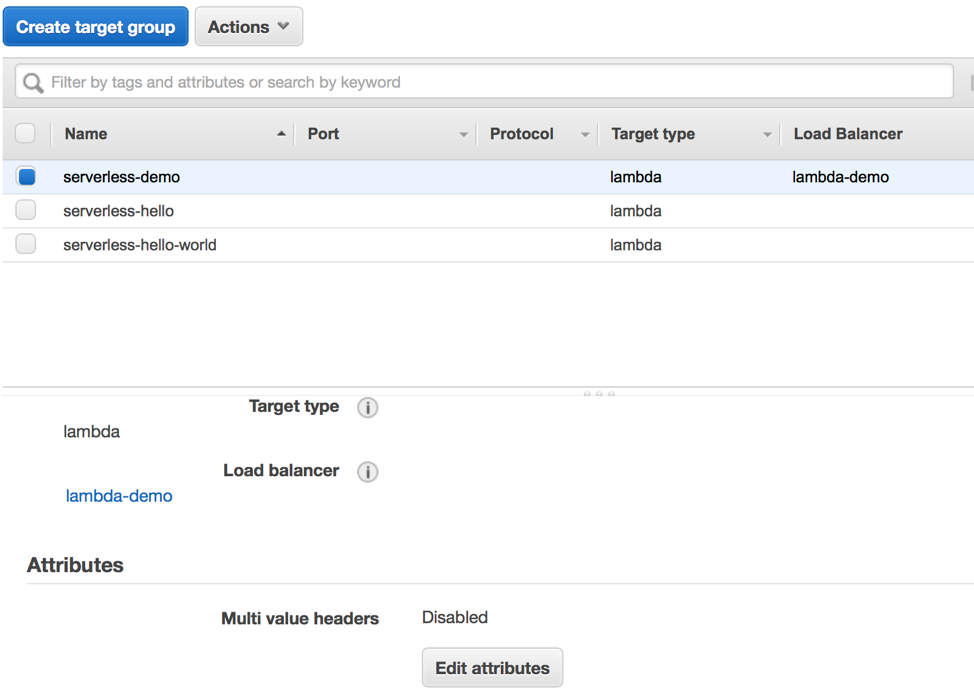 Create target group Actions
Filter by tags and attributes or search by keyword
Name Port Protocol Target type Load Balancer
serverless-demo lambda lambda-demo
serverless-hello lambda
serverless-hello-world lambda
Target type
lambda
Load balancer
lambda-demo
Attributes
Multi value headers Disabled
Edit attributes